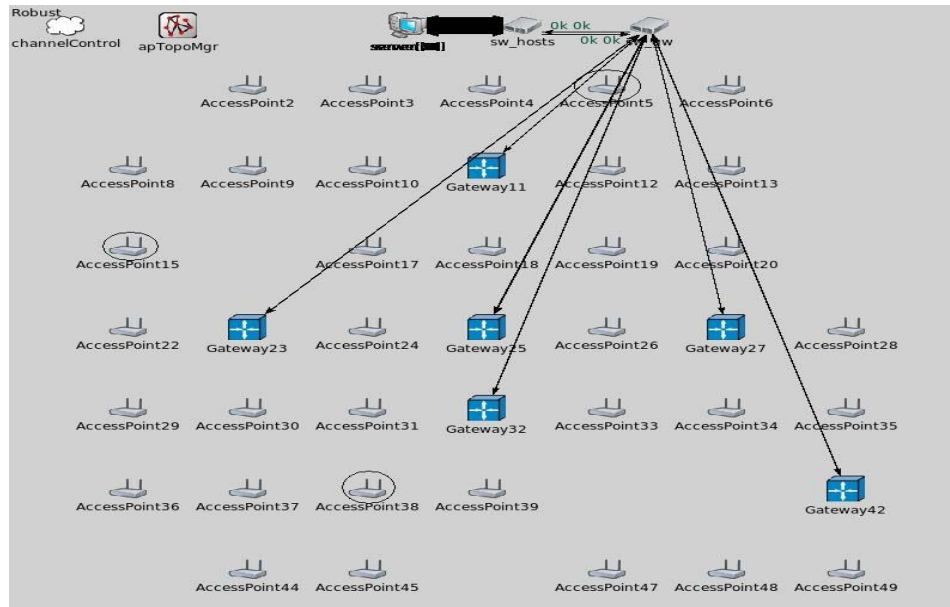 Robust
channelControl
apTopoMgr
sw_hosts
0k 0k
0k 0k
AccessPoint2 AccessPoint3 AccessPoint4 AccessPoint5 AccessPoint6
AccessPoint8 AccessPoint9 AccessPoint10 Gateway11 AccessPoint12 AccessPoint13
AccessPoint15 AccessPoint17 AccessPoint18 AccessPoint19 AccessPoint20
AccessPoint22 Gateway23 AccessPoint24 Gateway25 AccessPoint26 Gateway27 AccessPoint28
AccessPoint29 AccessPoint30 AccessPoint31 Gateway32 AccessPoint33 AccessPoint34 AccessPoint35
AccessPoint36 AccessPoint37 AccessPoint38 AccessPoint39 Gateway42
AccessPoint44 AccessPoint45 AccessPoint47 AccessPoint48 AccessPoint49